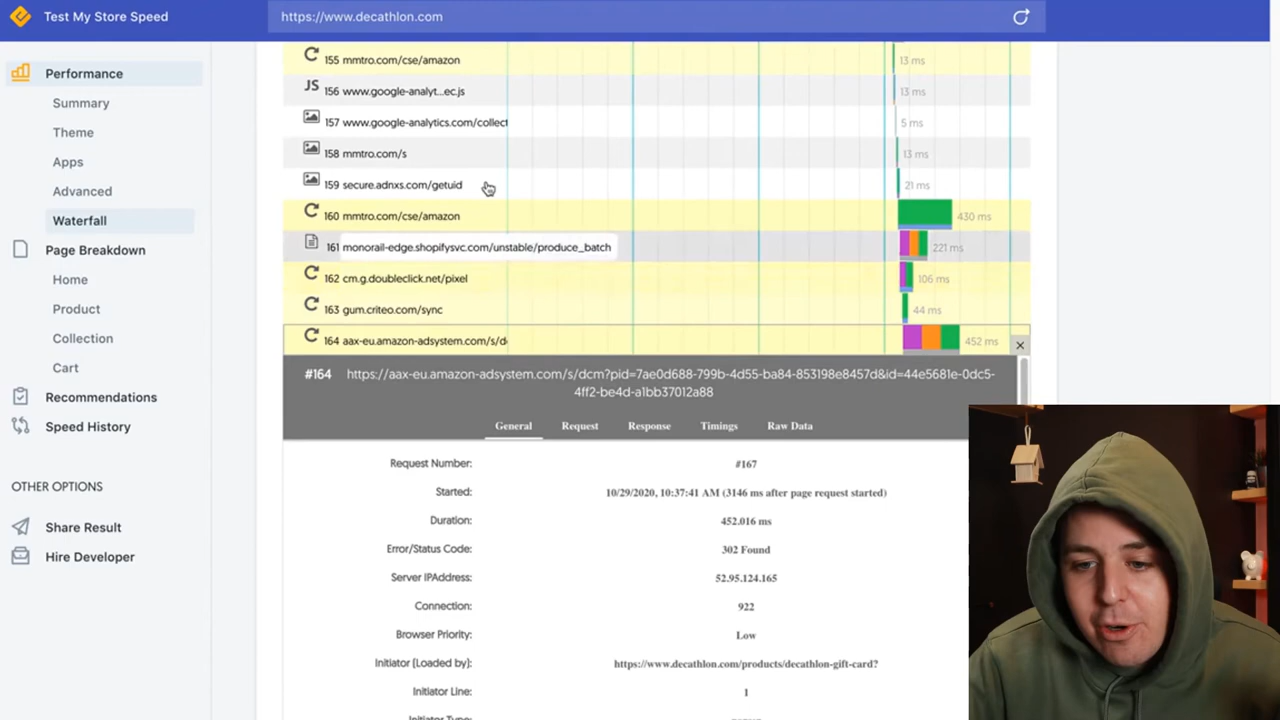 Test My Store Speed
https://www.decathlon.com
Performance
Summary
Theme
Apps
Advanced
Waterfall
Page Breakdown
Home
Product
Collection
Cart
Recommendations
Speed History
OTHER OPTIONS
Share Result
Hire Developer
155 mmtro.com/cse/amazon 13 ms
JS 156 www.google-analyt...ec.js 13 ms
157 www.google-analytics.com/collect 5 ms
158 mmtro.com/s 13 ms
159 secure.adnxs.com/getuid 21 ms
160 mmtro.com/cse/amazon 430 ms
161 monorail-edge.shopifysvc.com/unstable/produce_batch 221 ms
162 cm.g.doubleclick.net/pixel 106 ms
163 gum.criteo.com/sync 44 ms
164 aax-eu.amazon-adsystem.com/s/d 452 ms
#164 https://aax-eu.amazon-adsystem.com/s/dcm?pid=7ae0d688-799b-4d55-ba84-853198e8457d&id=44e5681e-0dc5-
4ff2-be4d-a1bb37012a88
General Request Response Timings Raw Data
Request Number: #167
Started: 10/29/2020, 10:37:41 AM (3146 ms after page request started)
Duration: 452.016 ms
Error/Status Code: 302 Found
Server IPAddress: 52.95.124.165
Connection: 922
Browser Priority: Low
Initiator (Loaded by): https://www.decathlon.com/products/decathlon-gift-card?
Initiator Line: 1